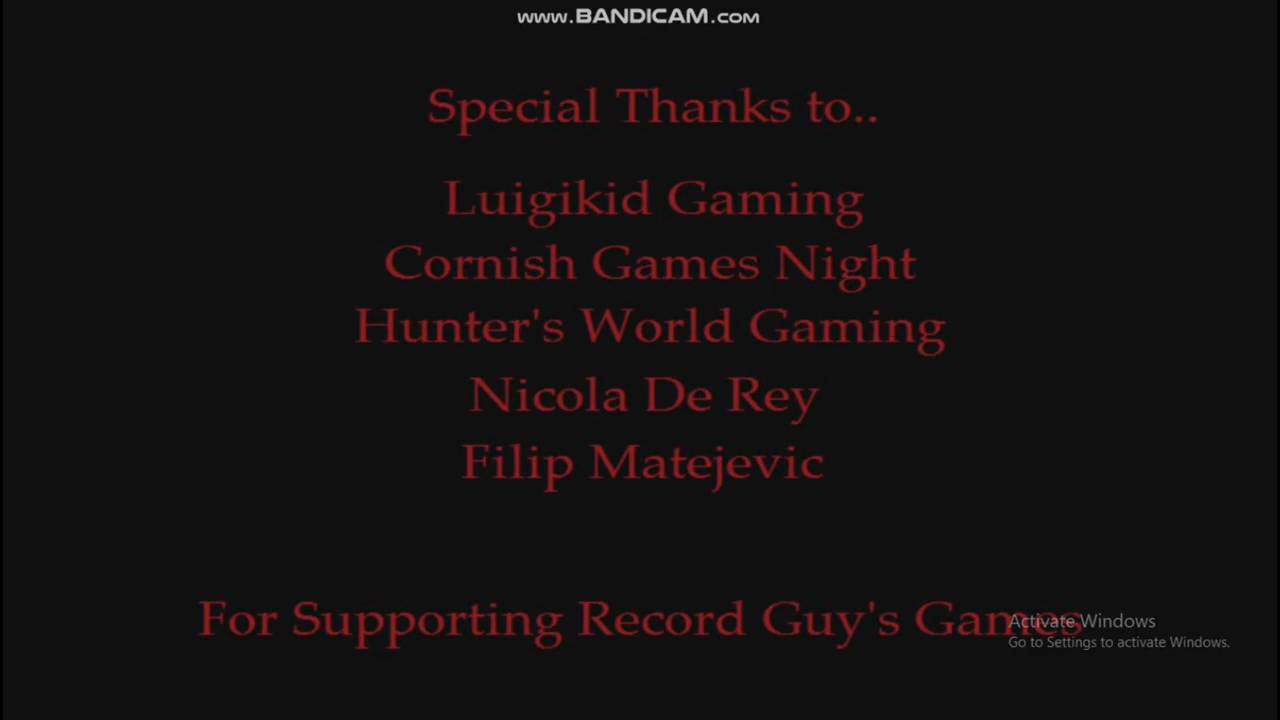 www.BANDICAM.com
Special Thanks to..
Luigikid Gaming
Cornish Games Night
Hunter's World Gaming
Nicola De Rey
Filip Matejevic
For Supporting Record Guy's Games
Activate Windows
Go to Settings to activate Windows.